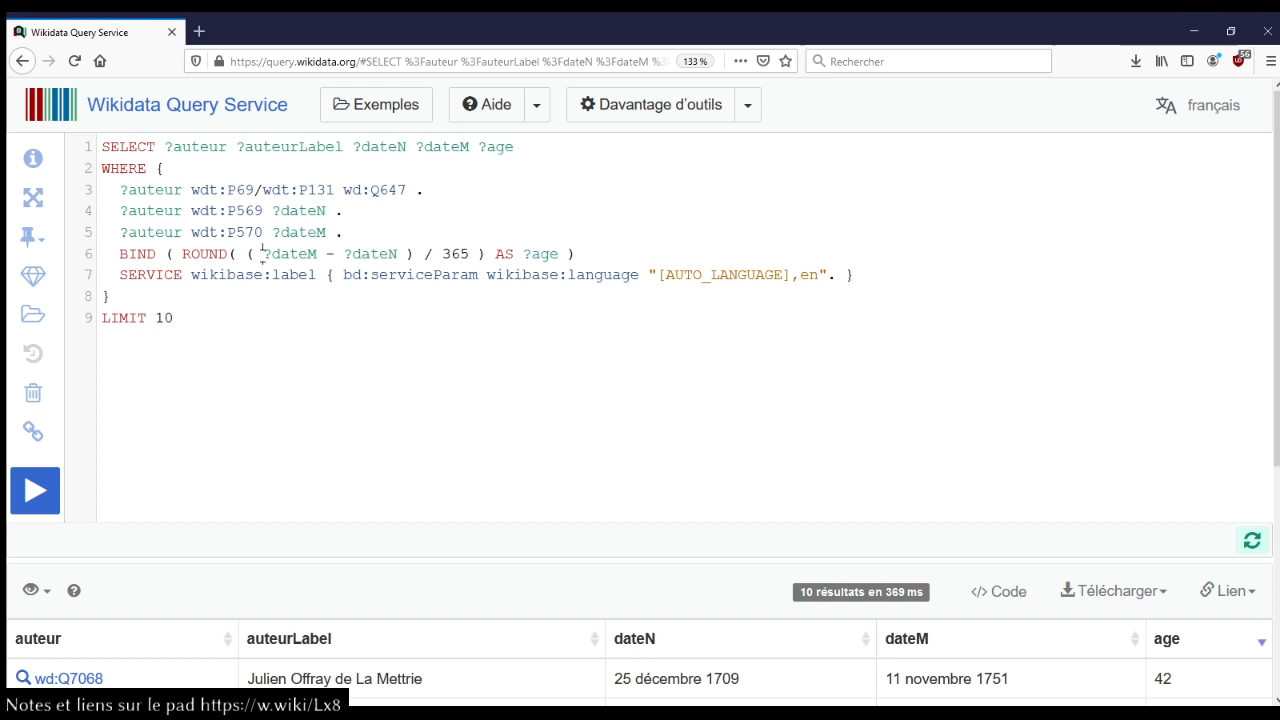 Wikidata Query Service
https://query.wikidata.org/#SELECT %3Fauteur %3FauteurLabel %3FdateN %3FdateM %3
133 %
Rechercher
56
Wikidata Query Service
Exemples
Aide
Davantage d'outils
français
1 SELECT ?auteur ?auteurLabel ?dateN ?dateM ?age
2 WHERE {
3 ?auteur wdt:P69/wdt:P131 wd:Q647 .
4 ?auteur wdt:P569 ?dateN .
5 ?auteur wdt:P570 ?dateM .
6 BIND ( ROUND( ( ?dateM - ?dateN ) / 365 ) AS ?age )
7 SERVICE wikibase:label { bd:serviceParam wikibase:language "[AUTO_LANGUAGE],en". }
8 }
9 LIMIT 10
10 résultats en 369 ms
</> Code
Télécharger
Lien
auteur auteurLabel dateN dateM age
wd:Q7068 Julien Offray de La Mettrie 25 décembre 1709 11 novembre 1751 42
Notes et liens sur le pad https://w.wiki/Lx8